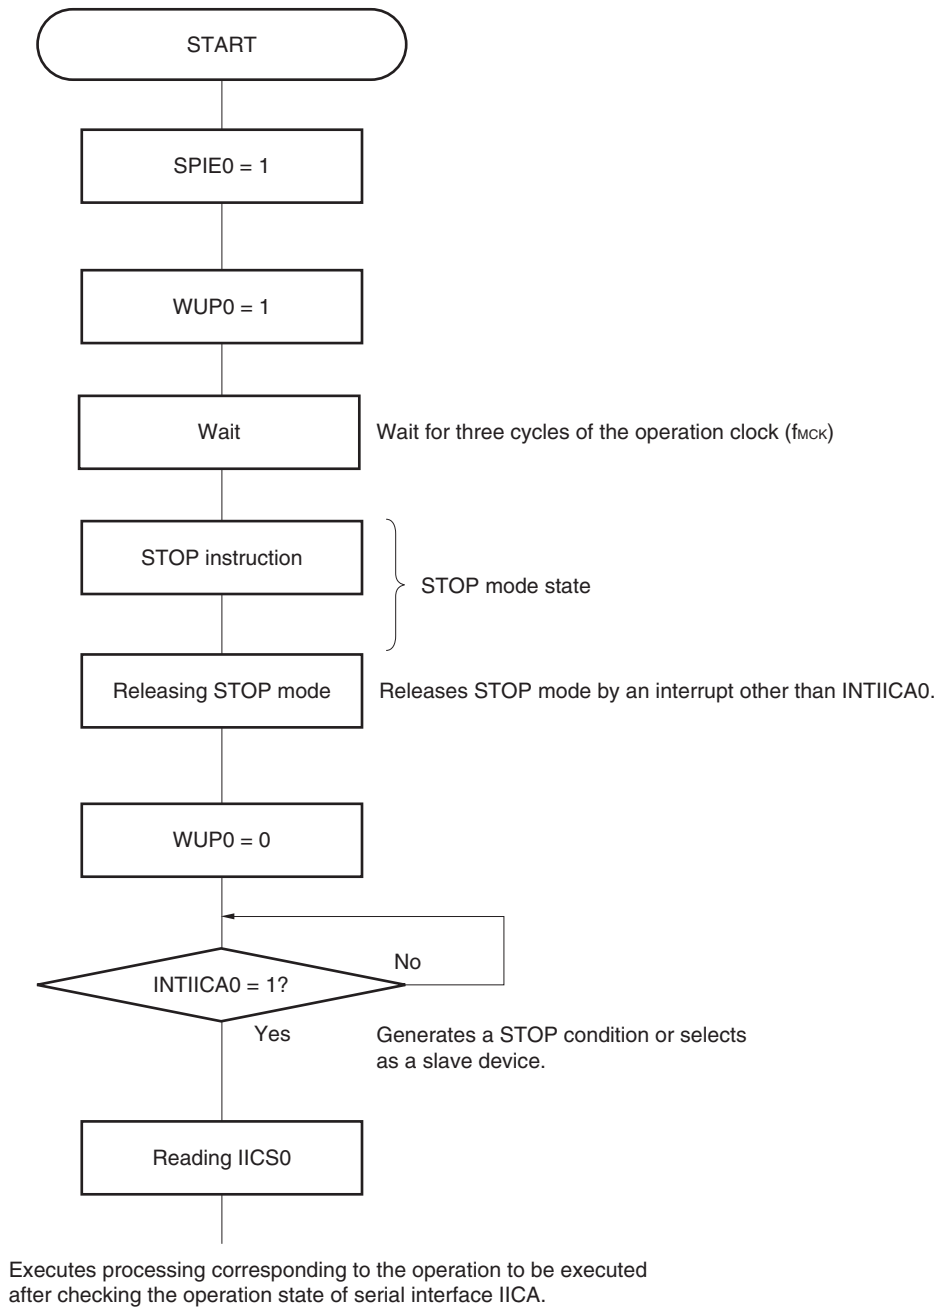 START
SPIE0 = 1
WUP0 = 1
Wait
Wait for three cycles of the operation clock (fMCK)
STOP instruction
STOP mode state
Releasing STOP mode
Releases STOP mode by an interrupt other than INTIICA0.
WUP0 = 0
No
INTIICA0 = 1?
Yes
Generates a STOP condition or selects
as a slave device.
Reading IICS0
Executes processing corresponding to the operation to be executed
after checking the operation state of serial interface IICA.